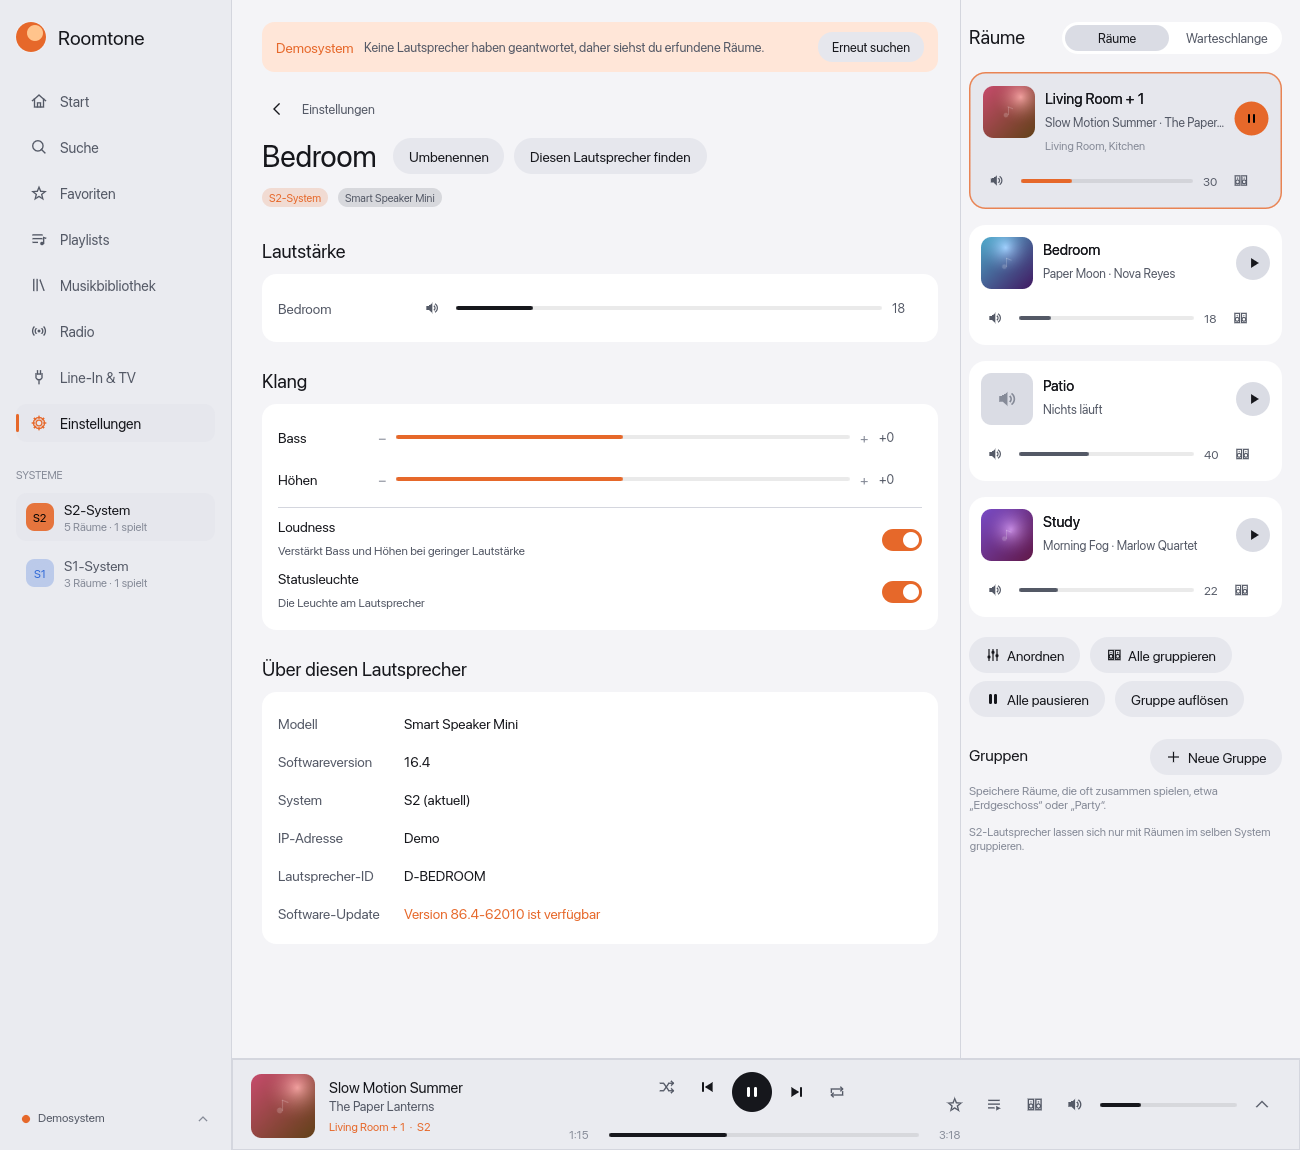 Roomtone
Start
Suche
Favoriten
Playlists
Musikbibliothek
Radio
Line-In & TV
Einstellungen
SYSTEME
S2
S2-System
5 Räume · 1 spielt
S1
S1-System
3 Räume · 1 spielt
Demosystem
Demosystem Keine Lautsprecher haben geantwortet, daher siehst du erfundene Räume. Erneut suchen
Einstellungen
Bedroom Umbenennen Diesen Lautsprecher finden
S2-System Smart Speaker Mini
Lautstärke
Bedroom 18
Klang
Bass − + +0
Höhen − + +0
Loudness
Verstärkt Bass und Höhen bei geringer Lautstärke
Statusleuchte
Die Leuchte am Lautsprecher
Über diesen Lautsprecher
Modell Smart Speaker Mini
Softwareversion 16.4
System S2 (aktuell)
IP-Adresse Demo
Lautsprecher-ID D-BEDROOM
Software-Update Version 86.4-62010 ist verfügbar
Räume Räume Warteschlange
Living Room + 1
Slow Motion Summer · The Paper...
Living Room, Kitchen
30
Bedroom
Paper Moon · Nova Reyes
18
Patio
Nichts läuft
40
Study
Morning Fog · Marlow Quartet
22
Anordnen Alle gruppieren
Alle pausieren Gruppe auflösen
Gruppen Neue Gruppe
Speichere Räume, die oft zusammen spielen, etwa
„Erdgeschoss“ oder „Party“.
S2-Lautsprecher lassen sich nur mit Räumen im selben System
gruppieren.
Slow Motion Summer
The Paper Lanterns
Living Room + 1 · S2
1:15 3:18